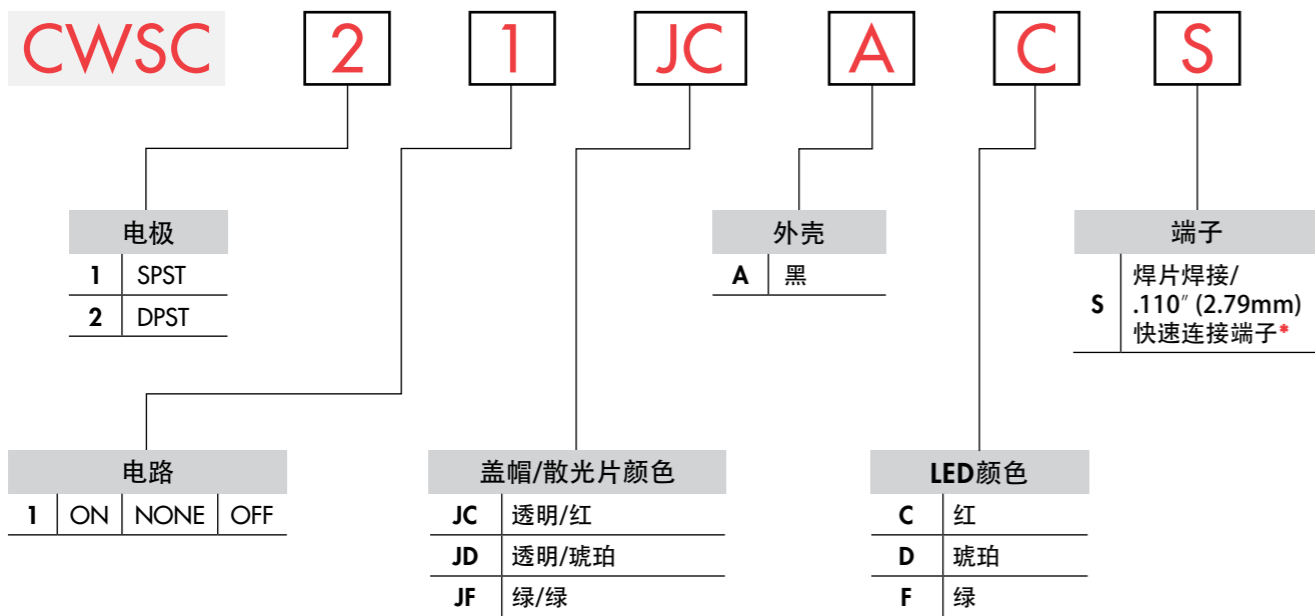 CWSC 2 1 JC A C S
电极
1 SPST
2 DPST
外壳
A 黑
端子
S 焊片焊接/
.110″ (2.79mm)
快速连接端子*
电路
1 ON NONE OFF
盖帽/散光片颜色
JC 透明/红
JD 透明/琥珀
JF 绿/绿
LED颜色
C 红
D 琥珀
F 绿